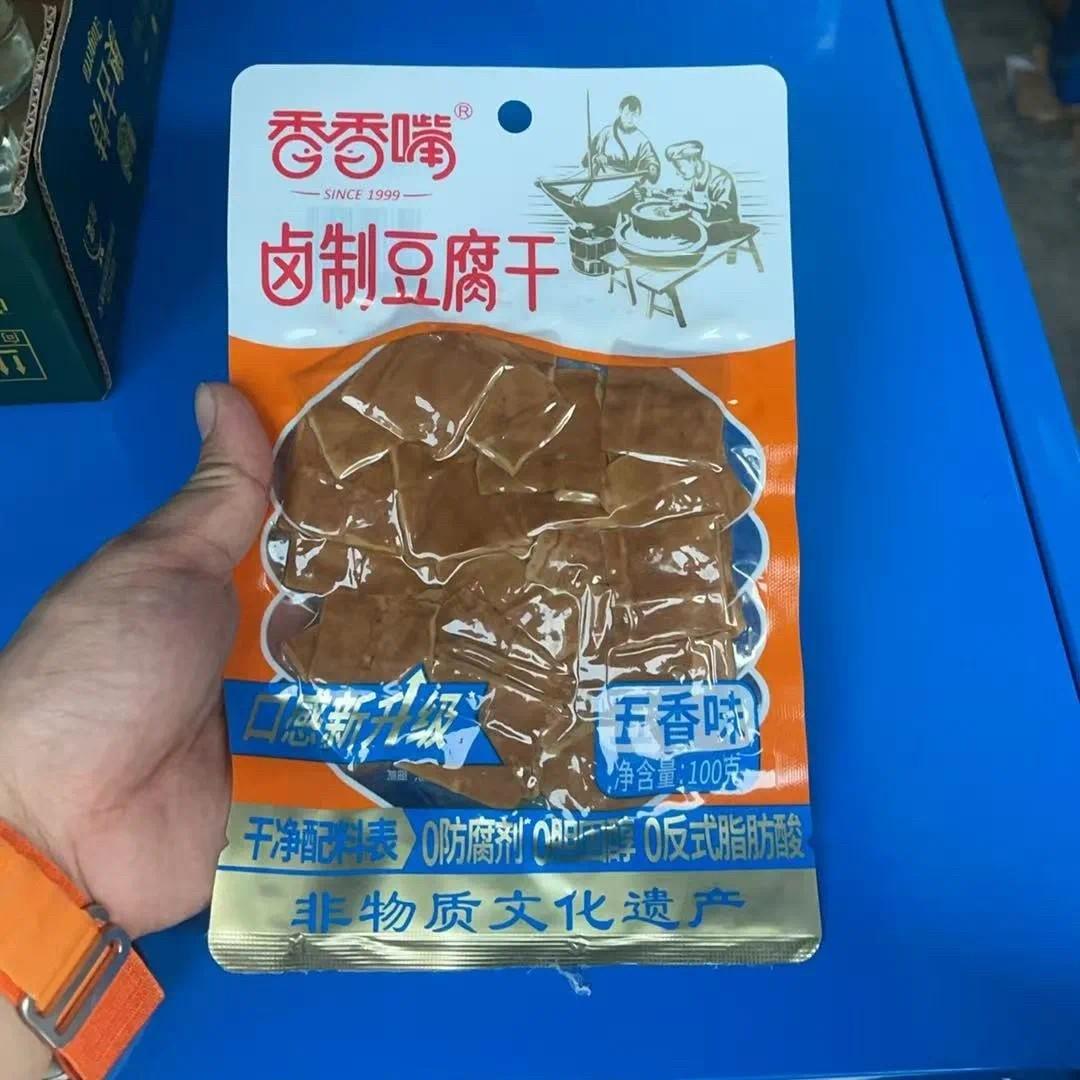 香香嘴®
SINCE 1999
卤制豆腐干
口感新升级
五香味
净含量:100克
干净配料表 0防腐剂 0胆固醇 0反式脂肪酸
非物质文化遗产